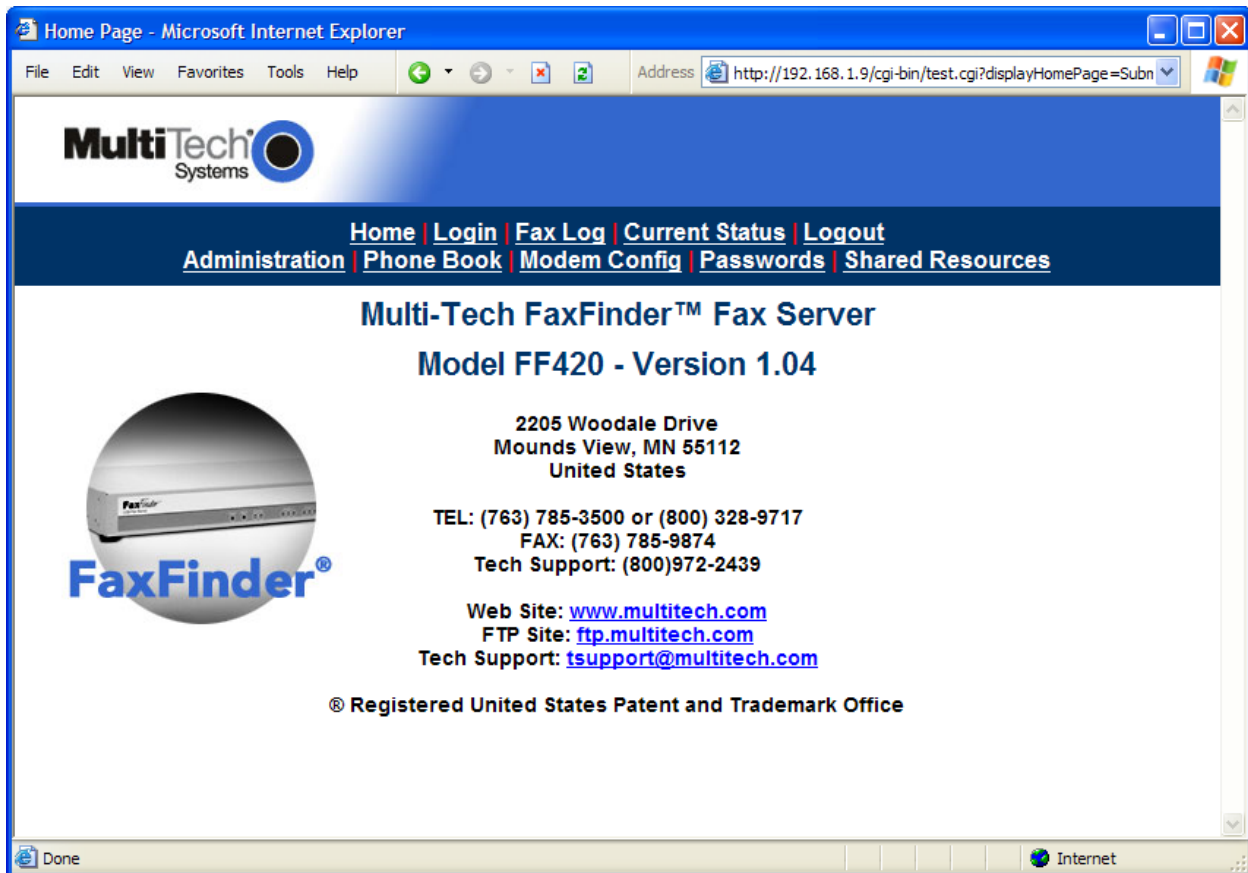 Home Page - Microsoft Internet Explorer
File Edit View Favorites Tools Help Address http://192.168.1.9/cgi-bin/test.cgi?displayHomePage=Subn
MultiTech®
Systems
Home | Login | Fax Log | Current Status | Logout
Administration | Phone Book | Modem Config | Passwords | Shared Resources
Multi-Tech FaxFinder™ Fax Server
Model FF420 - Version 1.04
2205 Woodale Drive
Mounds View, MN 55112
United States
TEL: (763) 785-3500 or (800) 328-9717
FAX: (763) 785-9874
Tech Support: (800)972-2439
FaxFinder
FaxFinder®
Web Site: www.multitech.com
FTP Site: ftp.multitech.com
Tech Support: tsupport@multitech.com
® Registered United States Patent and Trademark Office
Done Internet